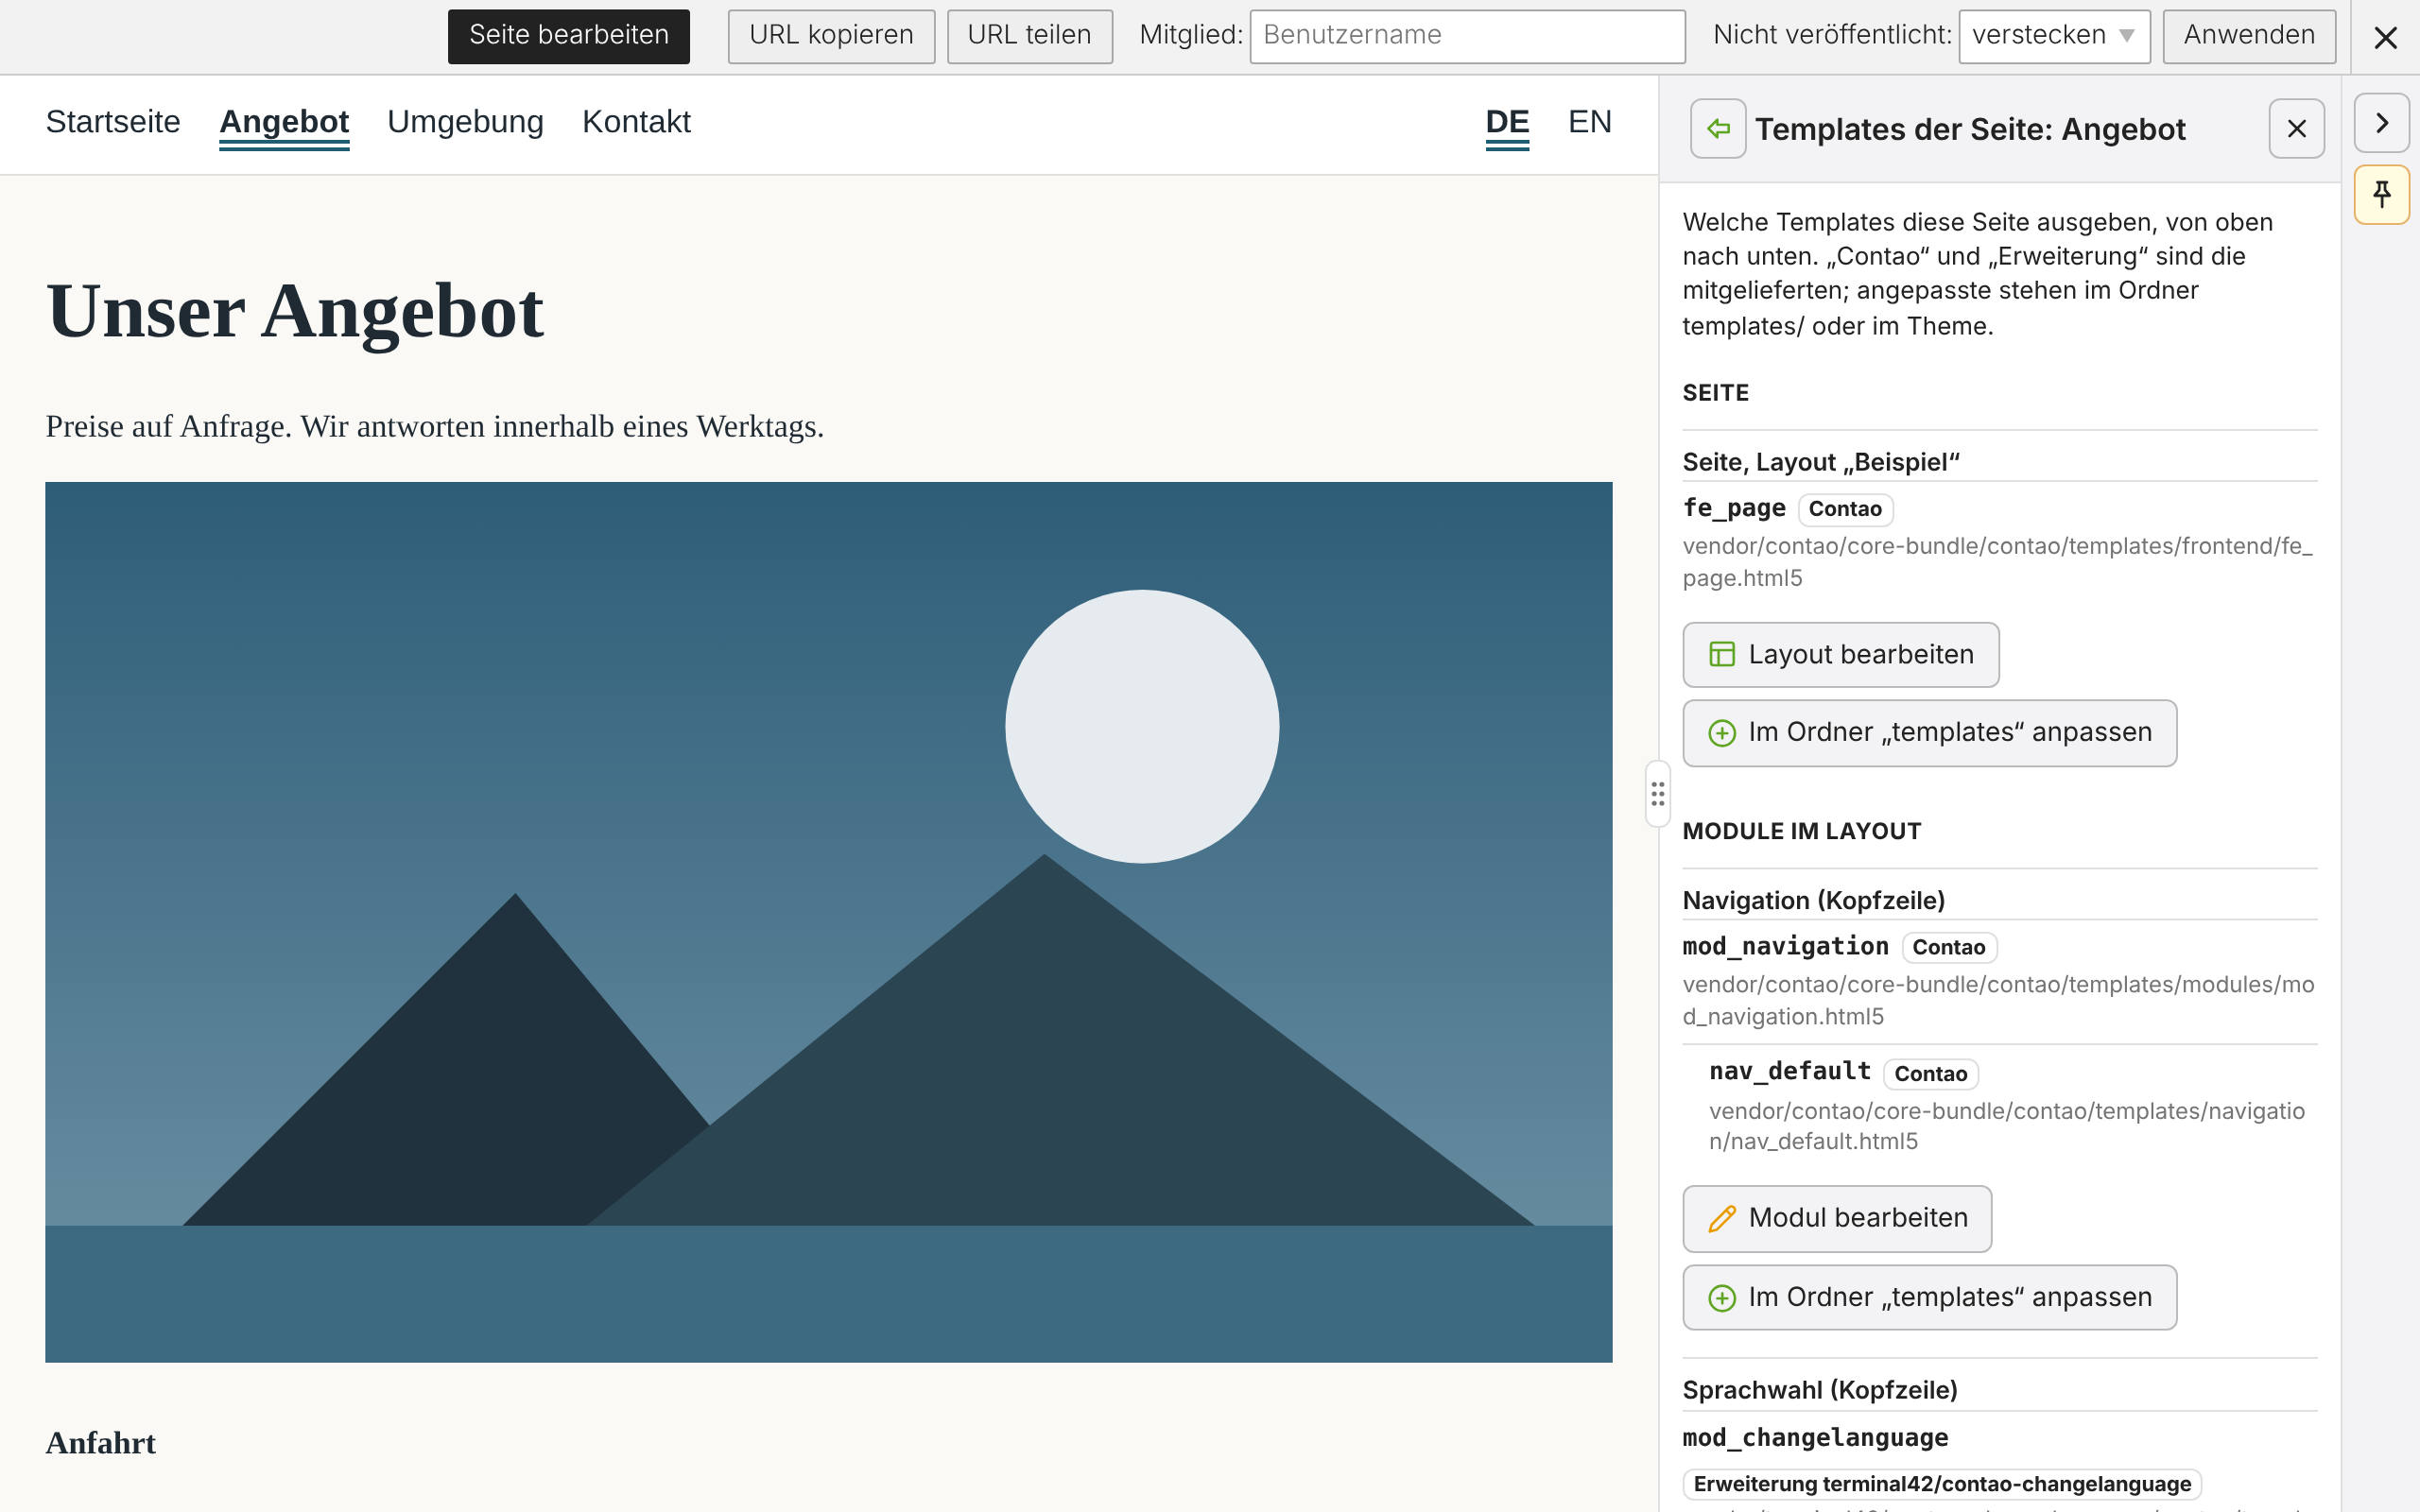 Seite bearbeiten
URL kopieren
URL teilen
Mitglied:
Benutzername
Nicht veröffentlicht:
verstecken
Anwenden
Startseite
Angebot
Umgebung
Kontakt
DE
EN
Unser Angebot
Preise auf Anfrage. Wir antworten innerhalb eines Werktags.
Anfahrt
Templates der Seite: Angebot
Welche Templates diese Seite ausgeben, von oben
nach unten. „Contao“ und „Erweiterung“ sind die
mitgelieferten; angepasste stehen im Ordner
templates/ oder im Theme.
SEITE
Seite, Layout „Beispiel“
fe_page Contao
vendor/contao/core-bundle/contao/templates/frontend/fe_
page.html5
Layout bearbeiten
Im Ordner „templates“ anpassen
MODULE IM LAYOUT
Navigation (Kopfzeile)
mod_navigation Contao
vendor/contao/core-bundle/contao/templates/modules/mo
d_navigation.html5
nav_default Contao
vendor/contao/core-bundle/contao/templates/navigatio
n/nav_default.html5
Modul bearbeiten
Im Ordner „templates“ anpassen
Sprachwahl (Kopfzeile)
mod_changelanguage
Erweiterung terminal42/contao-changelanguage